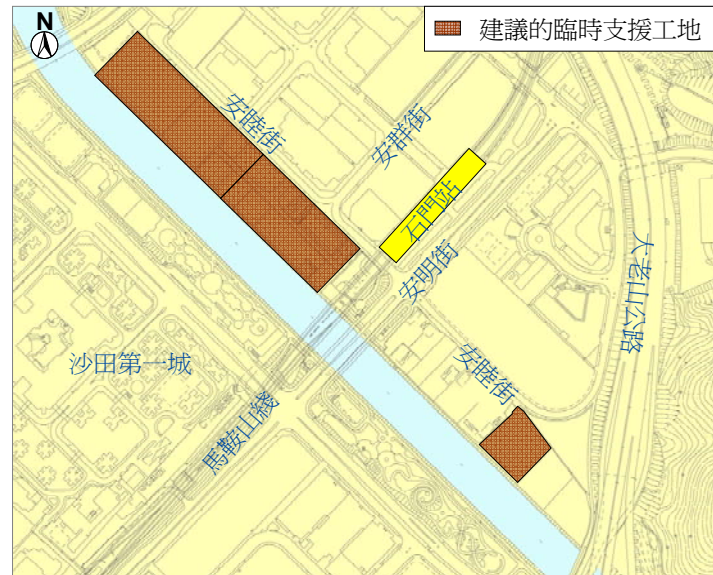 N
建議的臨時支援工地
安睦街
安群街
石門站
安明街
大老山公路
沙田第一城
安睦街
馬鞍山綫